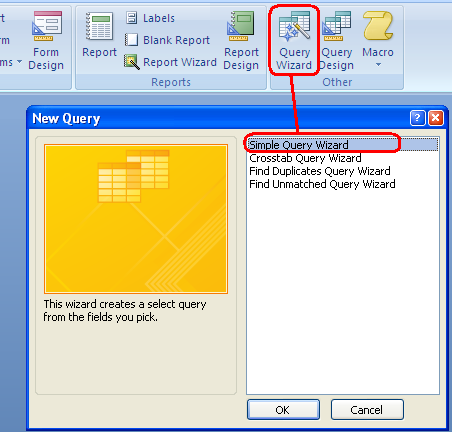 rt
Form
rm
ms
Design
Report
Labels
Blank Report
Report Wizard
Report
Design
Reports
Query
Wizard
Query
Design
Macro
Other
New Query
?
Simple Query Wizard
Crosstab Query Wizard
Find Duplicates Query Wizard
Find Unmatched Query Wizard
This wizard creates a select query
from the fields you pick.
OK
Cancel